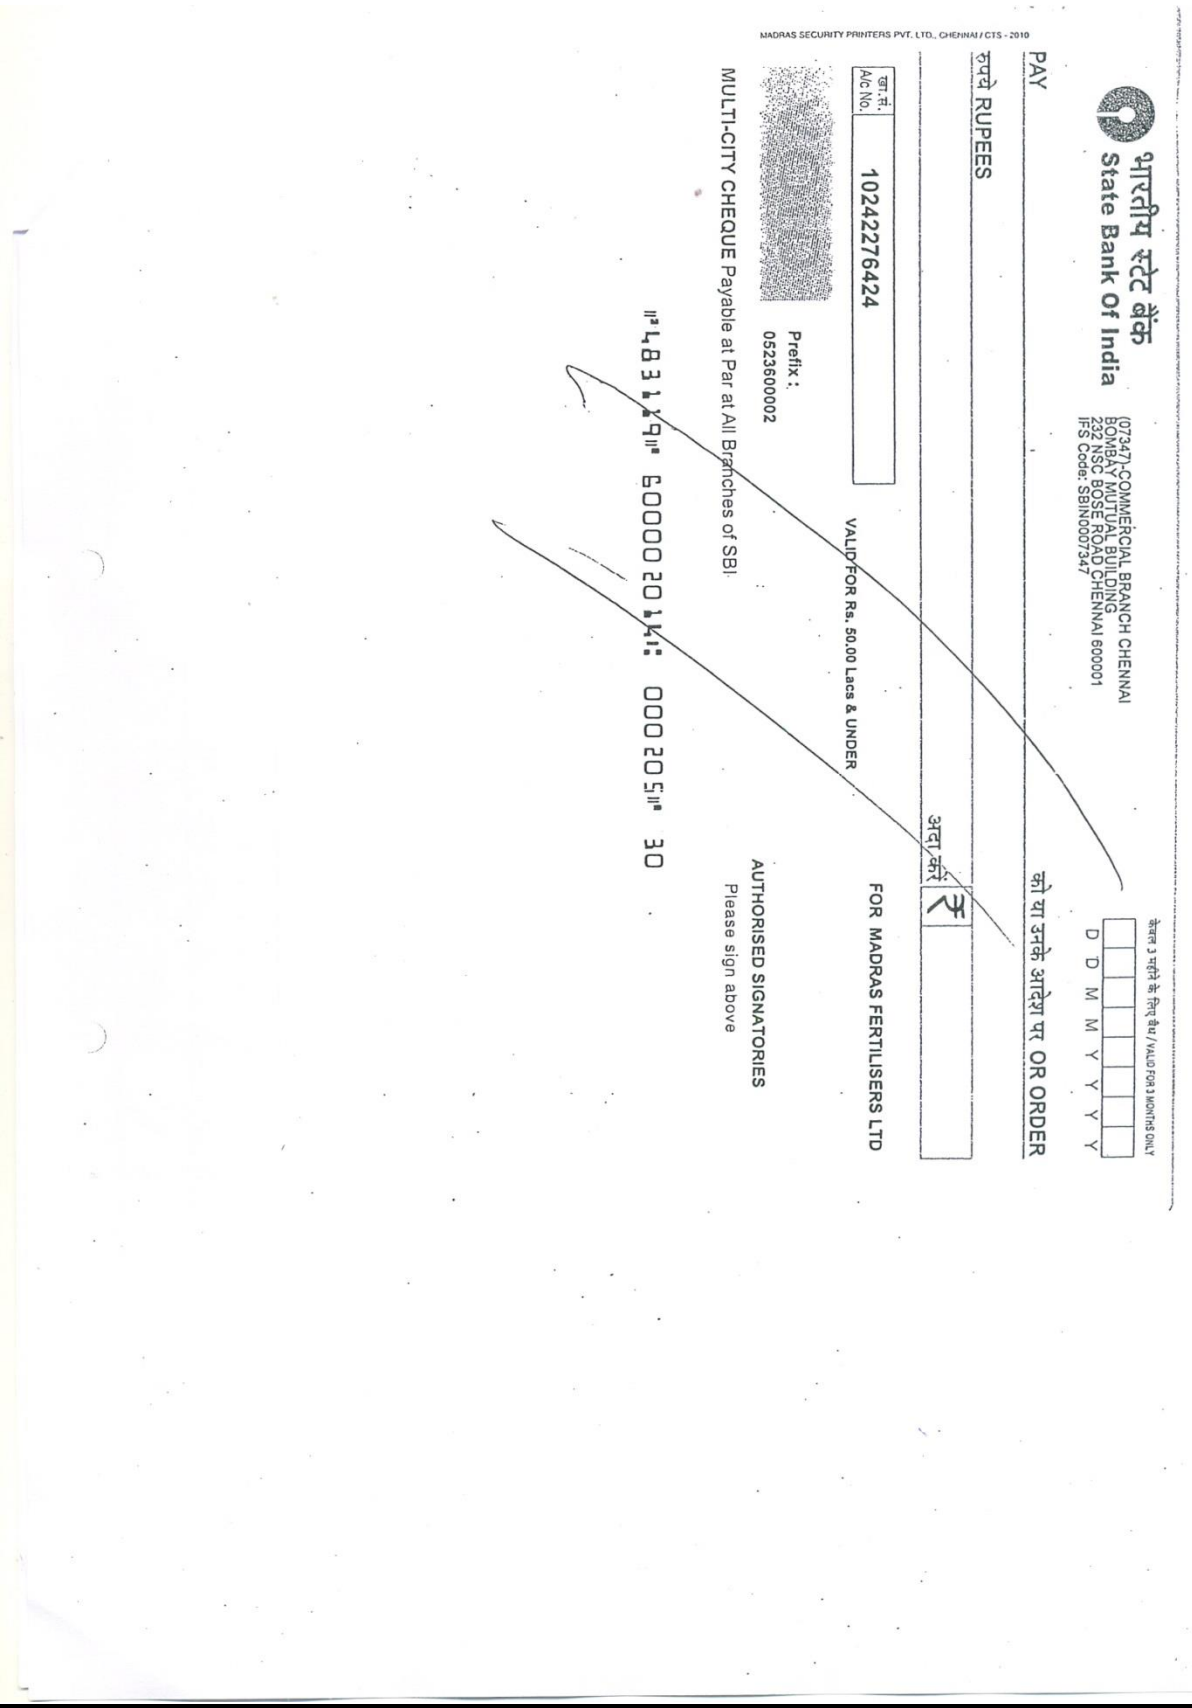 भारतीय स्टेट बैंक
State Bank Of India
(07347)-COMMERCIAL BRANCH CHENNAI
BOMBAY MUTUAL BUILDING
232 NSC BOSE ROAD CHENNAI 600001
IFS Code: SBIN0007347
केवल 3 महीने के लिए वैध / VALID FOR 3 MONTHS ONLY
D D M M Y Y Y Y
PAY को या उनके आदेश पर OR ORDER
रुपये RUPEES
अदा करें ₹
खा.सं.
A/c No. 10242276424
VALID FOR Rs. 50.00 Lacs & UNDER
FOR MADRAS FERTILISERS LTD
Prefix :
0523600002
AUTHORISED SIGNATORIES
Please sign above
MULTI-CITY CHEQUE Payable at Par at All Branches of SBI
⑈483119⑈ 600002014⑆ 000205⑈ 30
MADRAS SECURITY PRINTERS PVT. LTD., CHENNAI / CTS - 2010